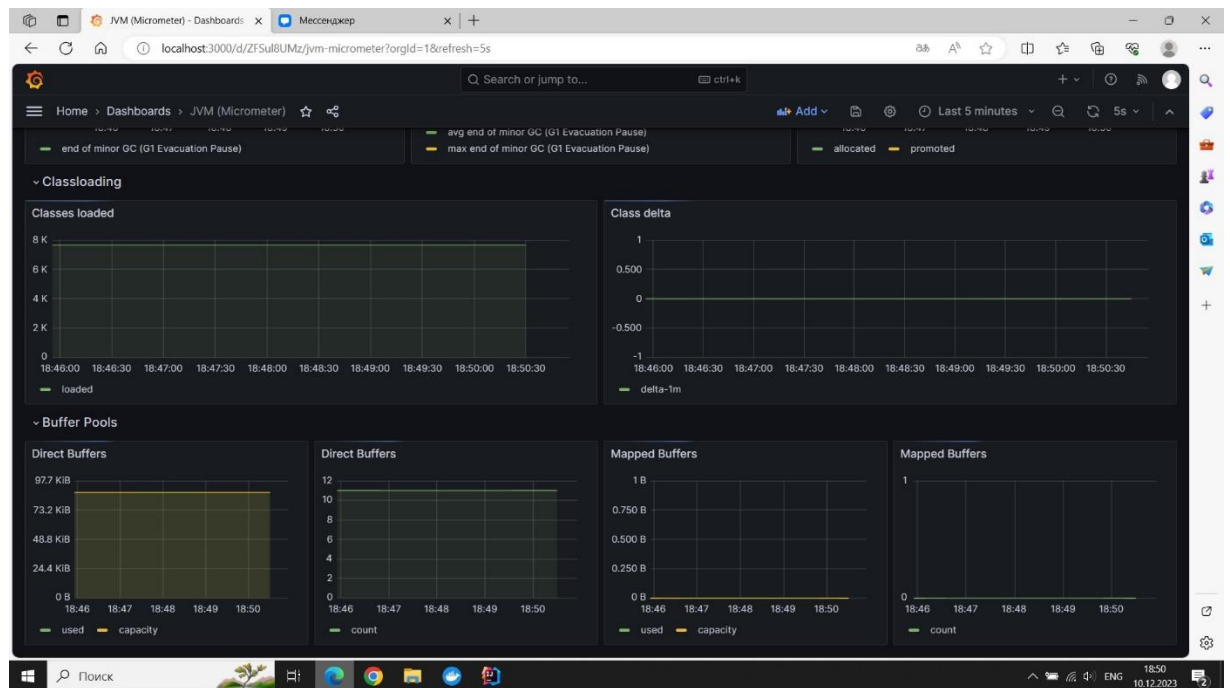 JVM (Micrometer) - Dashboards
Мессенджер
localhost:3000/d/ZFSul8UMz/jvm-micrometer?orgId=1&refresh=5s
Search or jump to...
ctrl+k
Home > Dashboards > JVM (Micrometer)
Add
Last 5 minutes
5s
end of minor GC (G1 Evacuation Pause)
avg end of minor GC (G1 Evacuation Pause)
max end of minor GC (G1 Evacuation Pause)
allocated promoted
Classloading
Classes loaded
8 K
6 K
4 K
2 K
0
18:46:00 18:46:30 18:47:00 18:47:30 18:48:00 18:48:30 18:49:00 18:49:30 18:50:00 18:50:30
loaded
Class delta
1
0.500
0
-0.500
-1
18:46:00 18:46:30 18:47:00 18:47:30 18:48:00 18:48:30 18:49:00 18:49:30 18:50:00 18:50:30
delta-1m
Buffer Pools
Direct Buffers
97.7 KiB
73.2 KiB
48.8 KiB
24.4 KiB
0 B
18:46 18:47 18:48 18:49 18:50
used capacity
Direct Buffers
12
10
8
6
4
2
0
18:46 18:47 18:48 18:49 18:50
count
Mapped Buffers
1 B
0.750 B
0.500 B
0.250 B
0 B
18:46 18:47 18:48 18:49 18:50
used capacity
Mapped Buffers
1
0
18:46 18:47 18:48 18:49 18:50
count
Поиск
ENG
18:50
10.12.2023
2